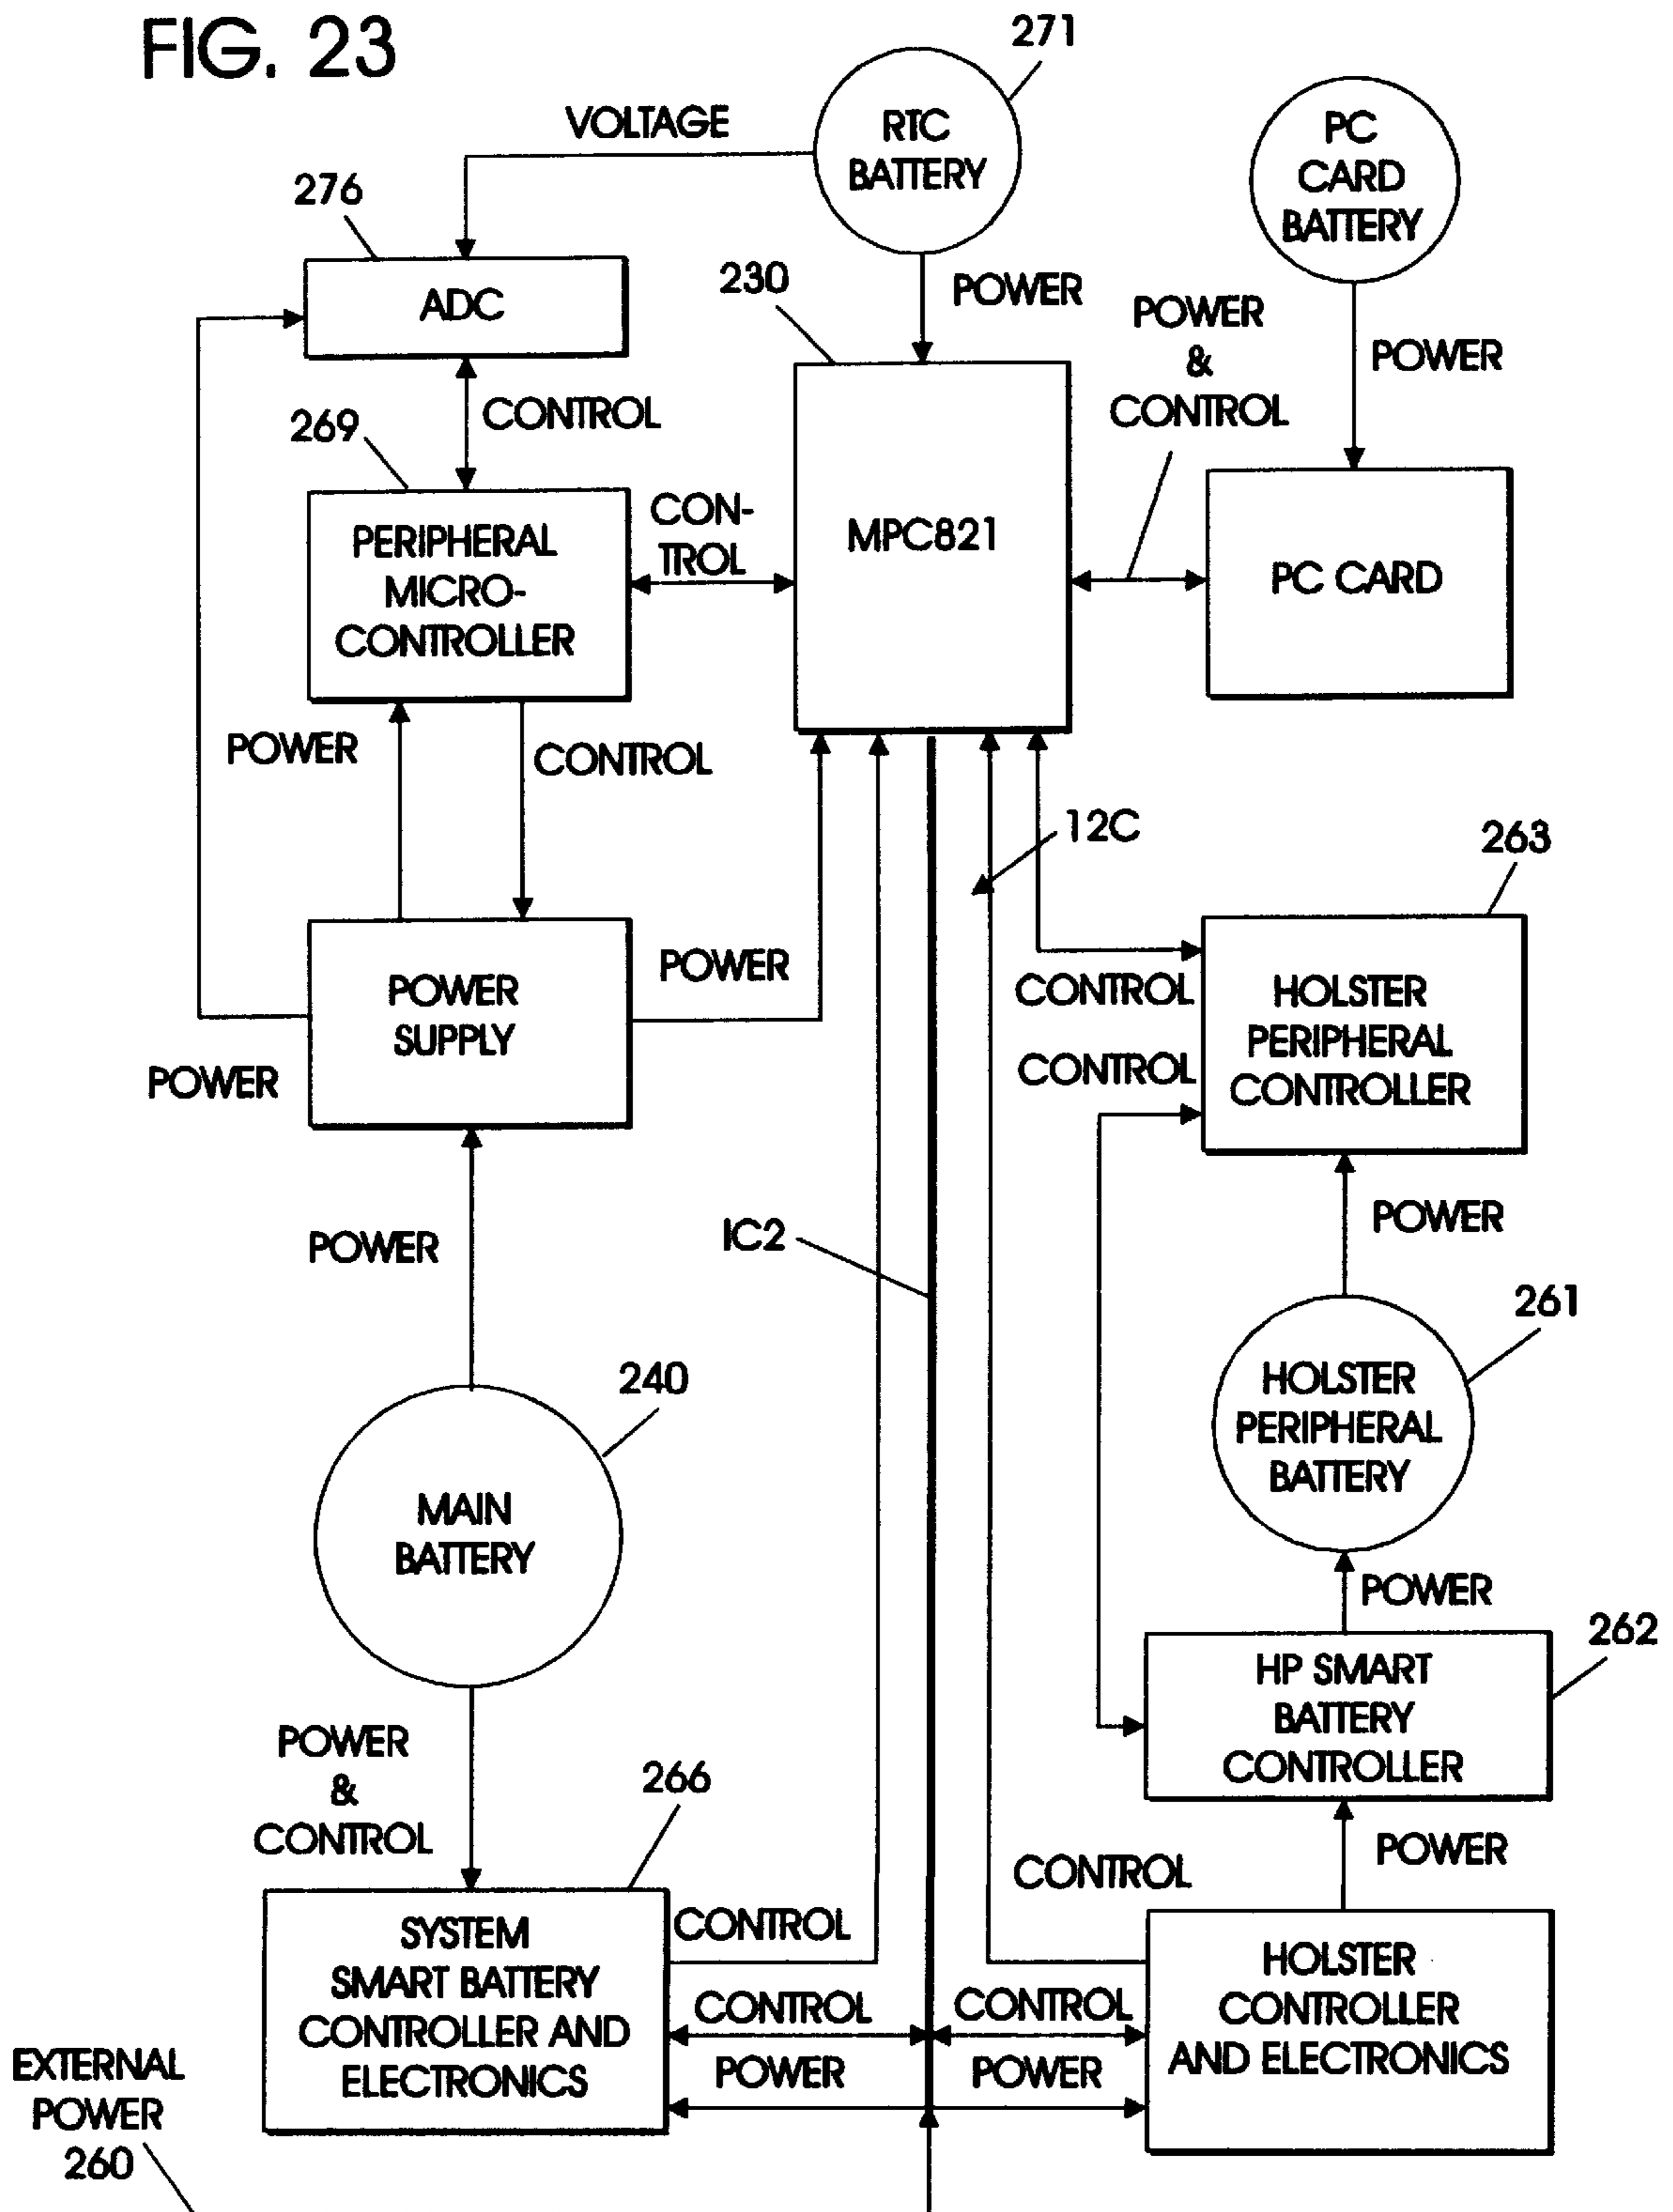 FIG. 23
271
RTC
BATTERY
VOLTAGE
PC
CARD
BATTERY
276
ADC
230
POWER
POWER
&
CONTROL
POWER
CONTROL
269
PERIPHERAL
MICRO-
CONTROLLER
CON-
TROL
MPC821
PC CARD
POWER
CONTROL
12C
263
POWER
SUPPLY
POWER
POWER
CONTROL
CONTROL
HOLSTER
PERIPHERAL
CONTROLLER
POWER
IC2
POWER
261
240
HOLSTER
PERIPHERAL
BATTERY
MAIN
BATTERY
POWER
262
HP SMART
BATTERY
CONTROLLER
POWER
&
CONTROL
266
POWER
CONTROL
SYSTEM
SMART BATTERY
CONTROLLER AND
ELECTRONICS
CONTROL
CONTROL
CONTROL
POWER
POWER
HOLSTER
CONTROLLER
AND ELECTRONICS
EXTERNAL
POWER
260